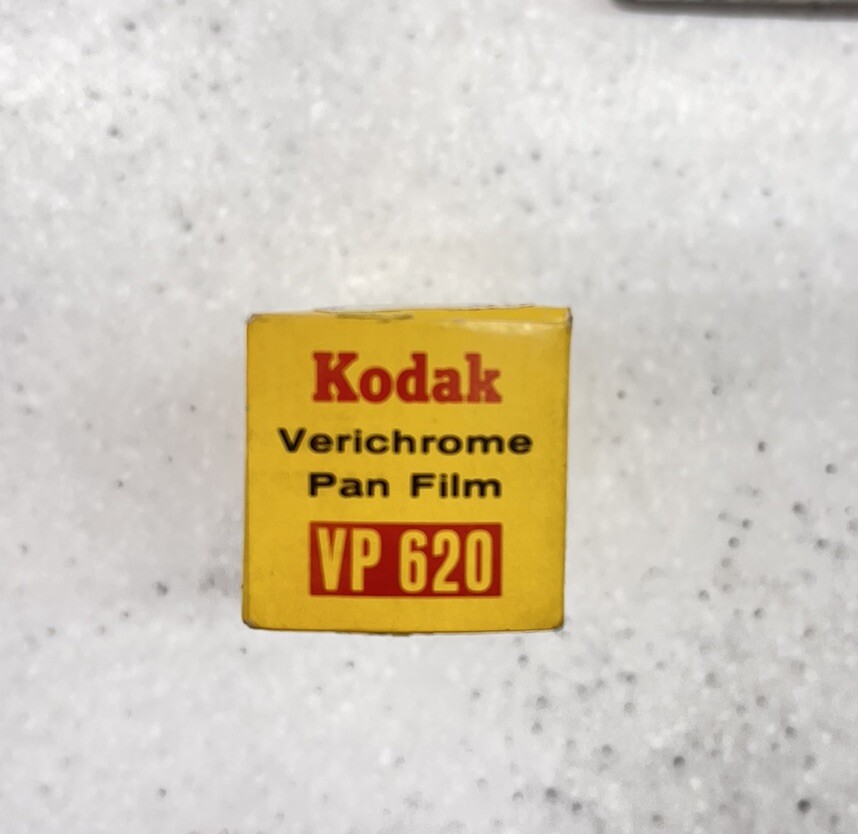 Kodak
Verichrome
Pan Film
VP 620